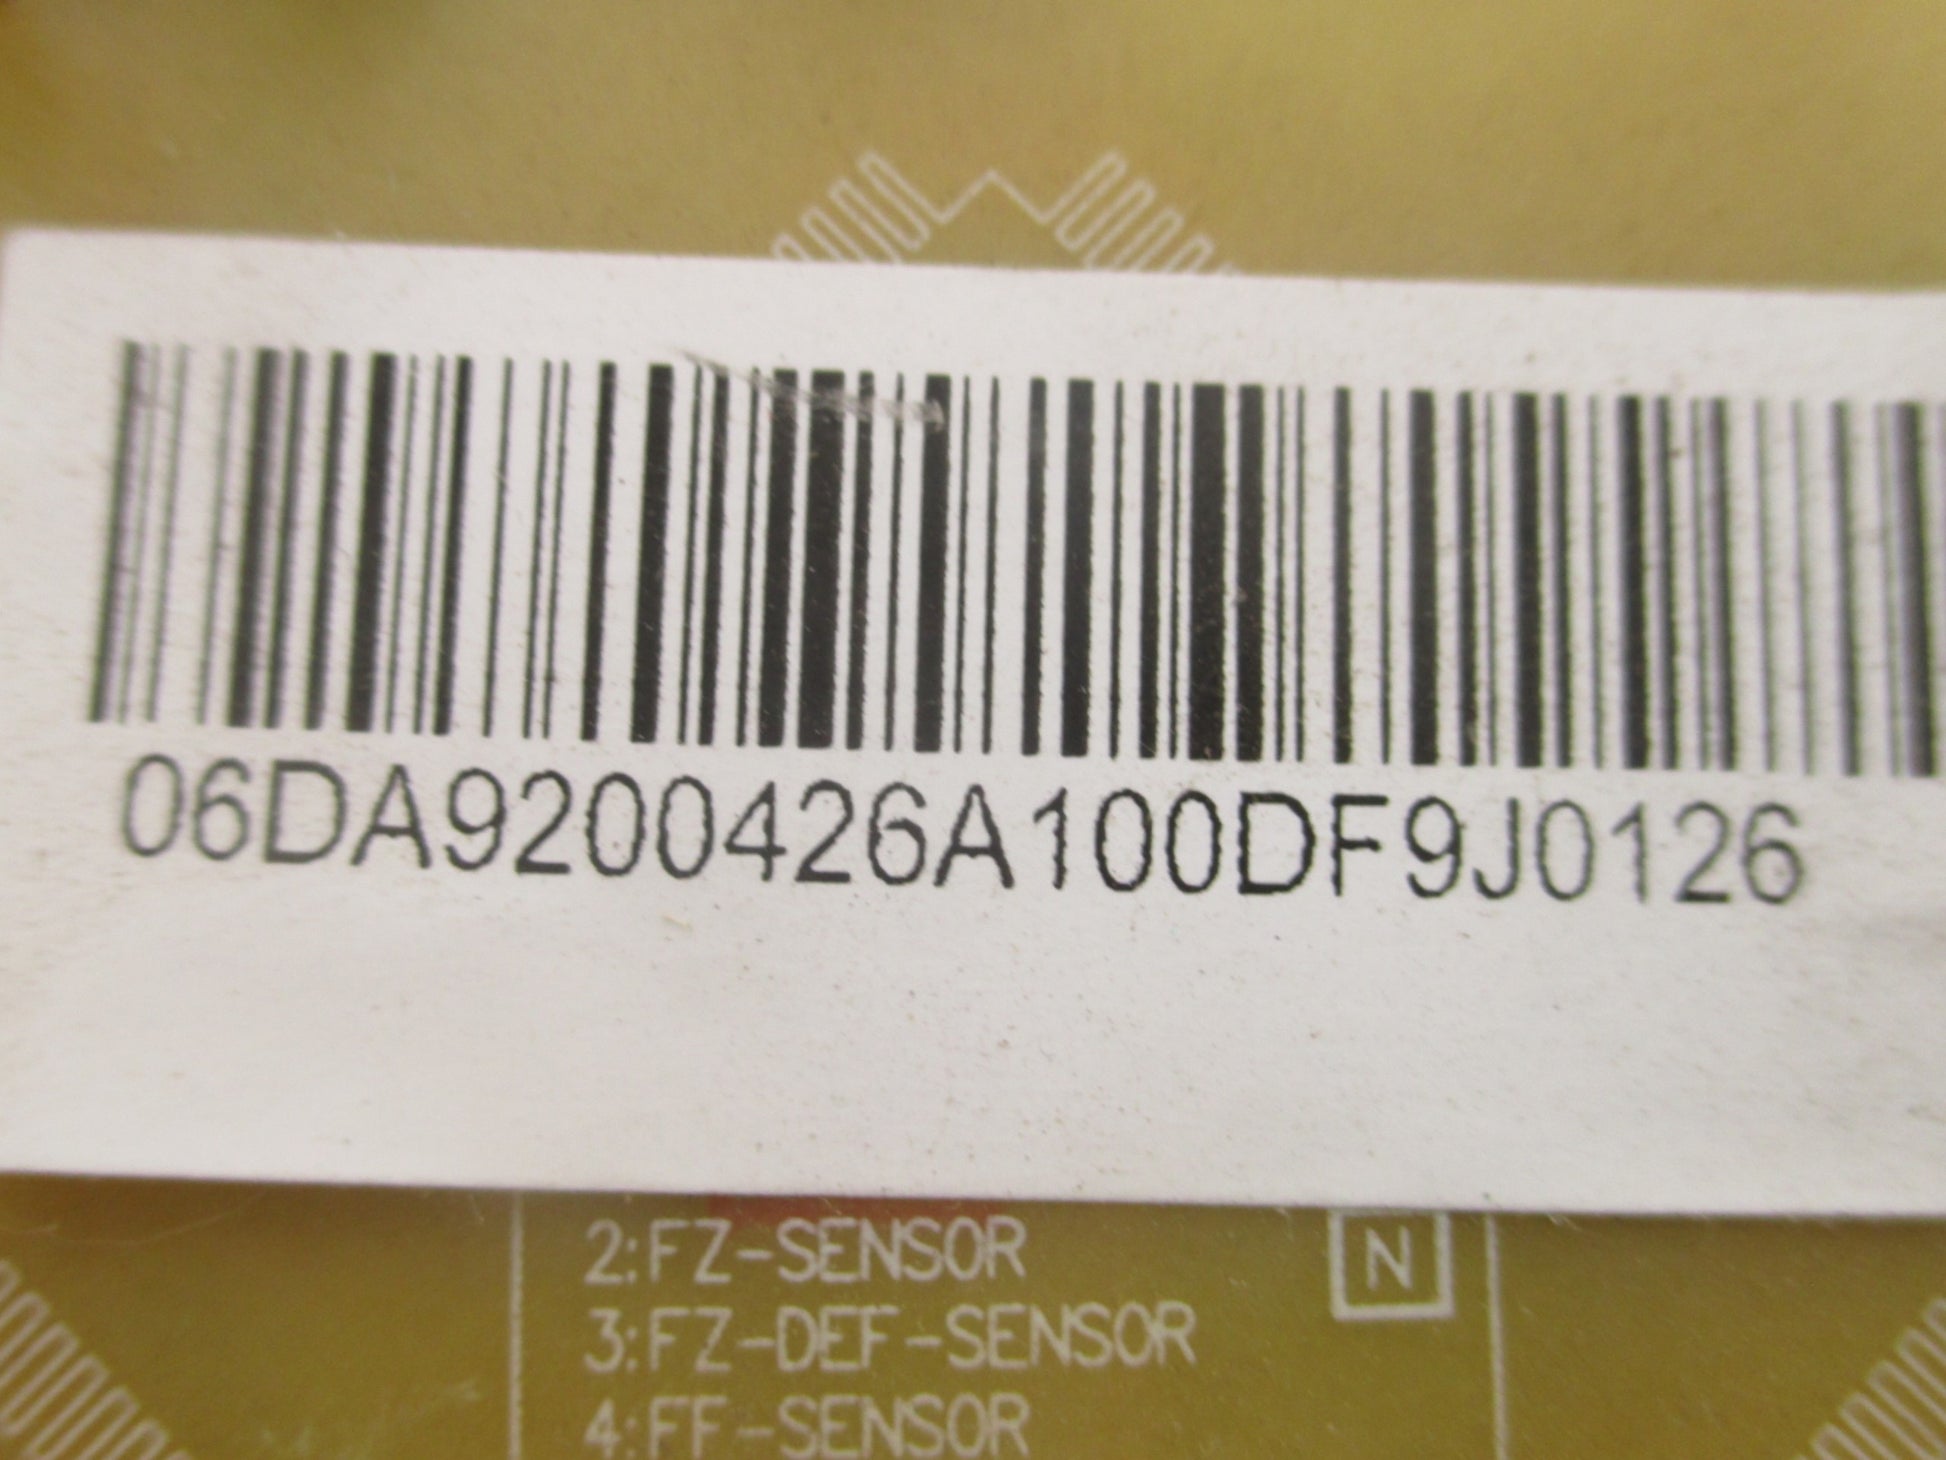 06DA9200426A100DF9J0126
2:FZ-SENSOR
N
3:FZ-DEF-SENSOR
4:FF-SENSOR